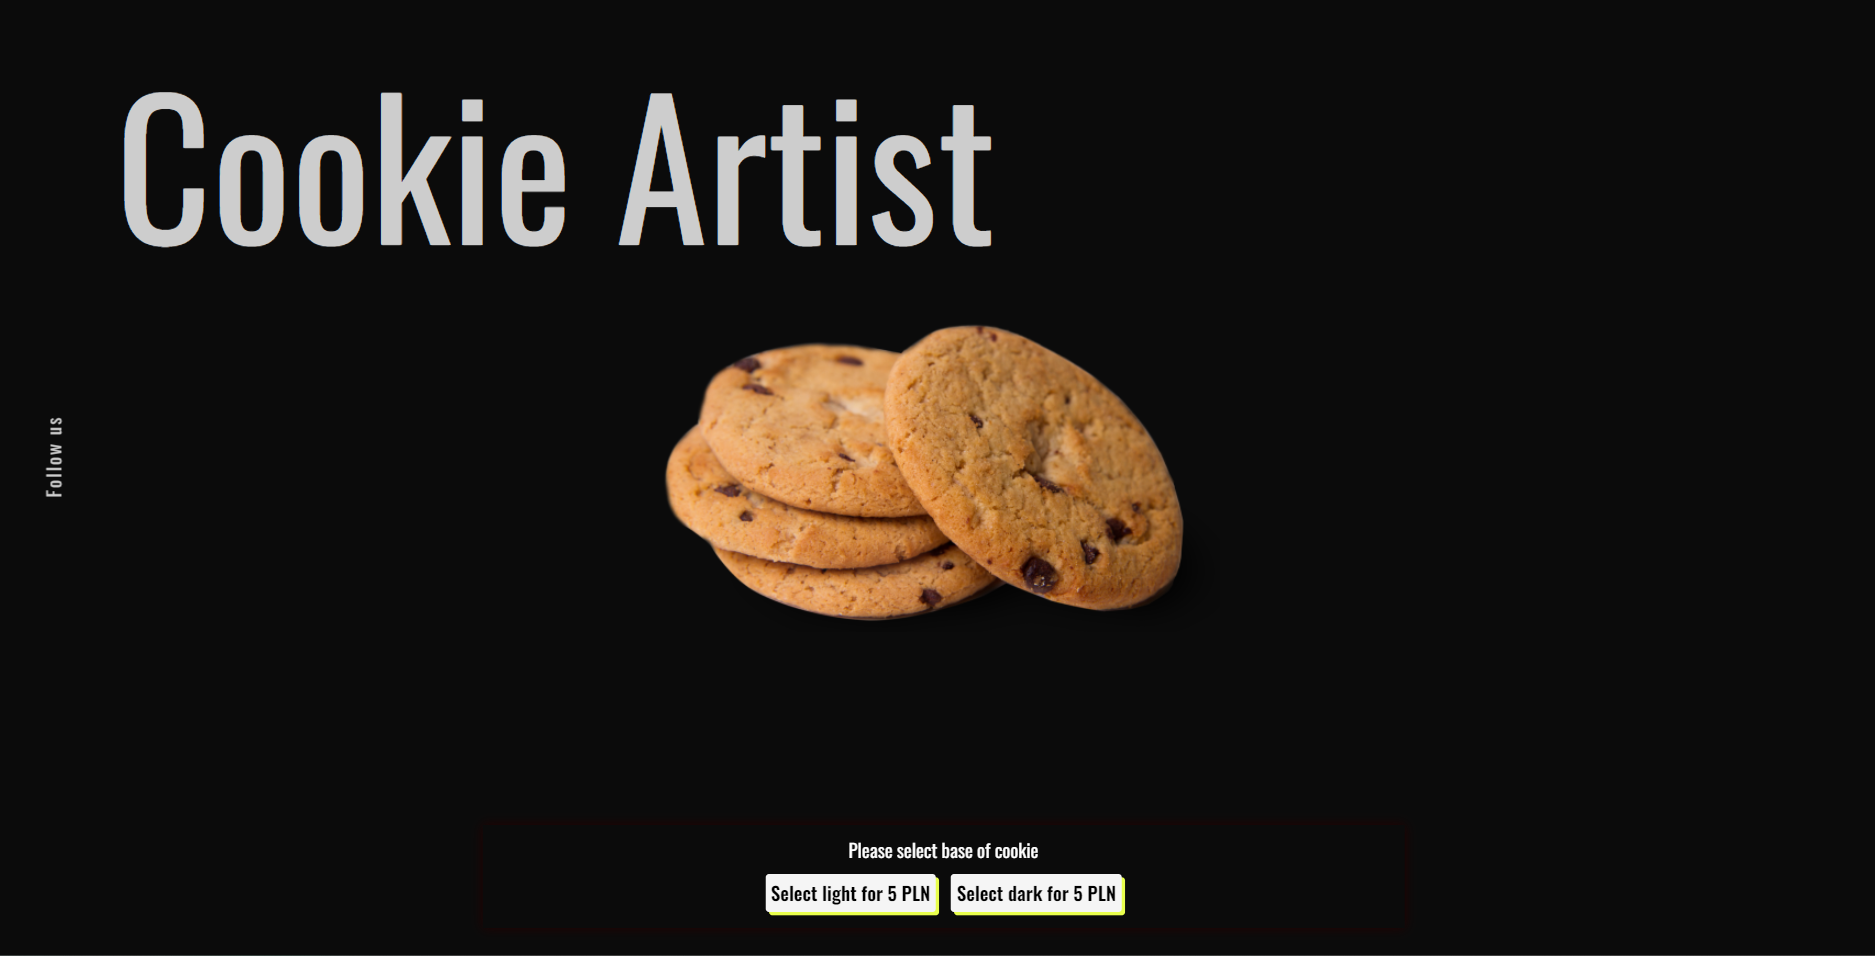 Cookie Artist
Follow us
Please select base of cookie
Select light for 5 PLN
Select dark for 5 PLN